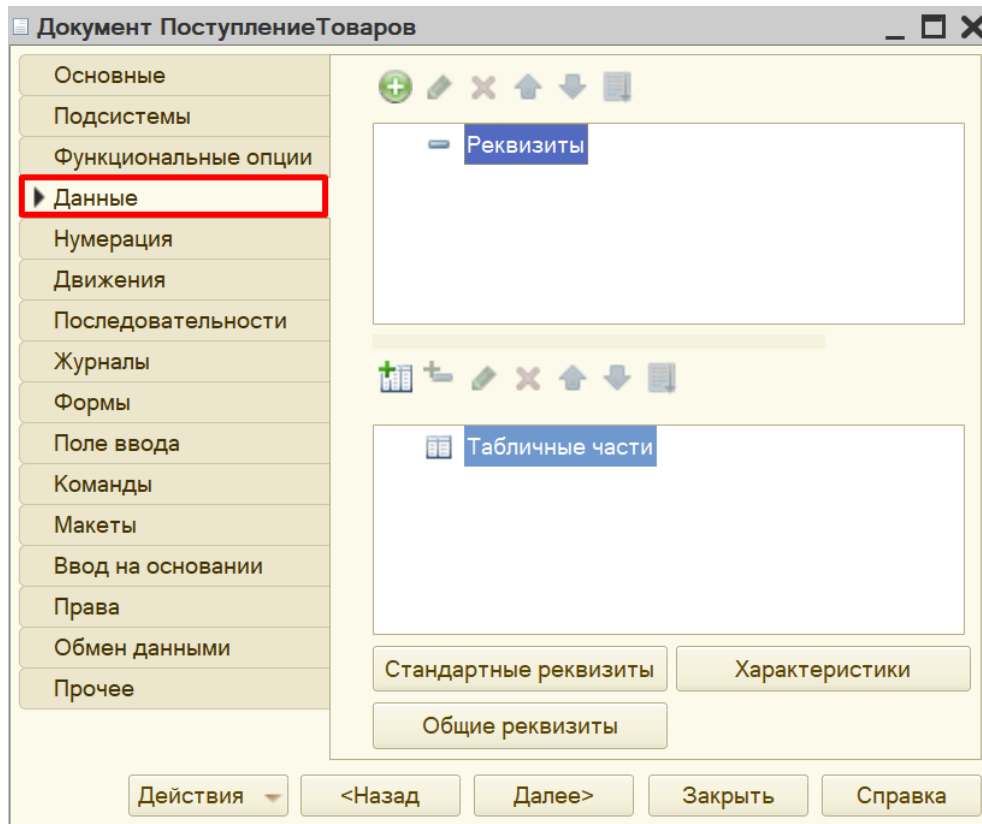 Документ ПоступлениеТоваров
Основные
Подсистемы
Функциональные опции
Данные
Нумерация
Движения
Последовательности
Журналы
Формы
Поле ввода
Команды
Макеты
Ввод на основании
Права
Обмен данными
Прочее
Реквизиты
Табличные части
Стандартные реквизиты
Характеристики
Общие реквизиты
Действия
<Назад
Далее>
Закрыть
Справка